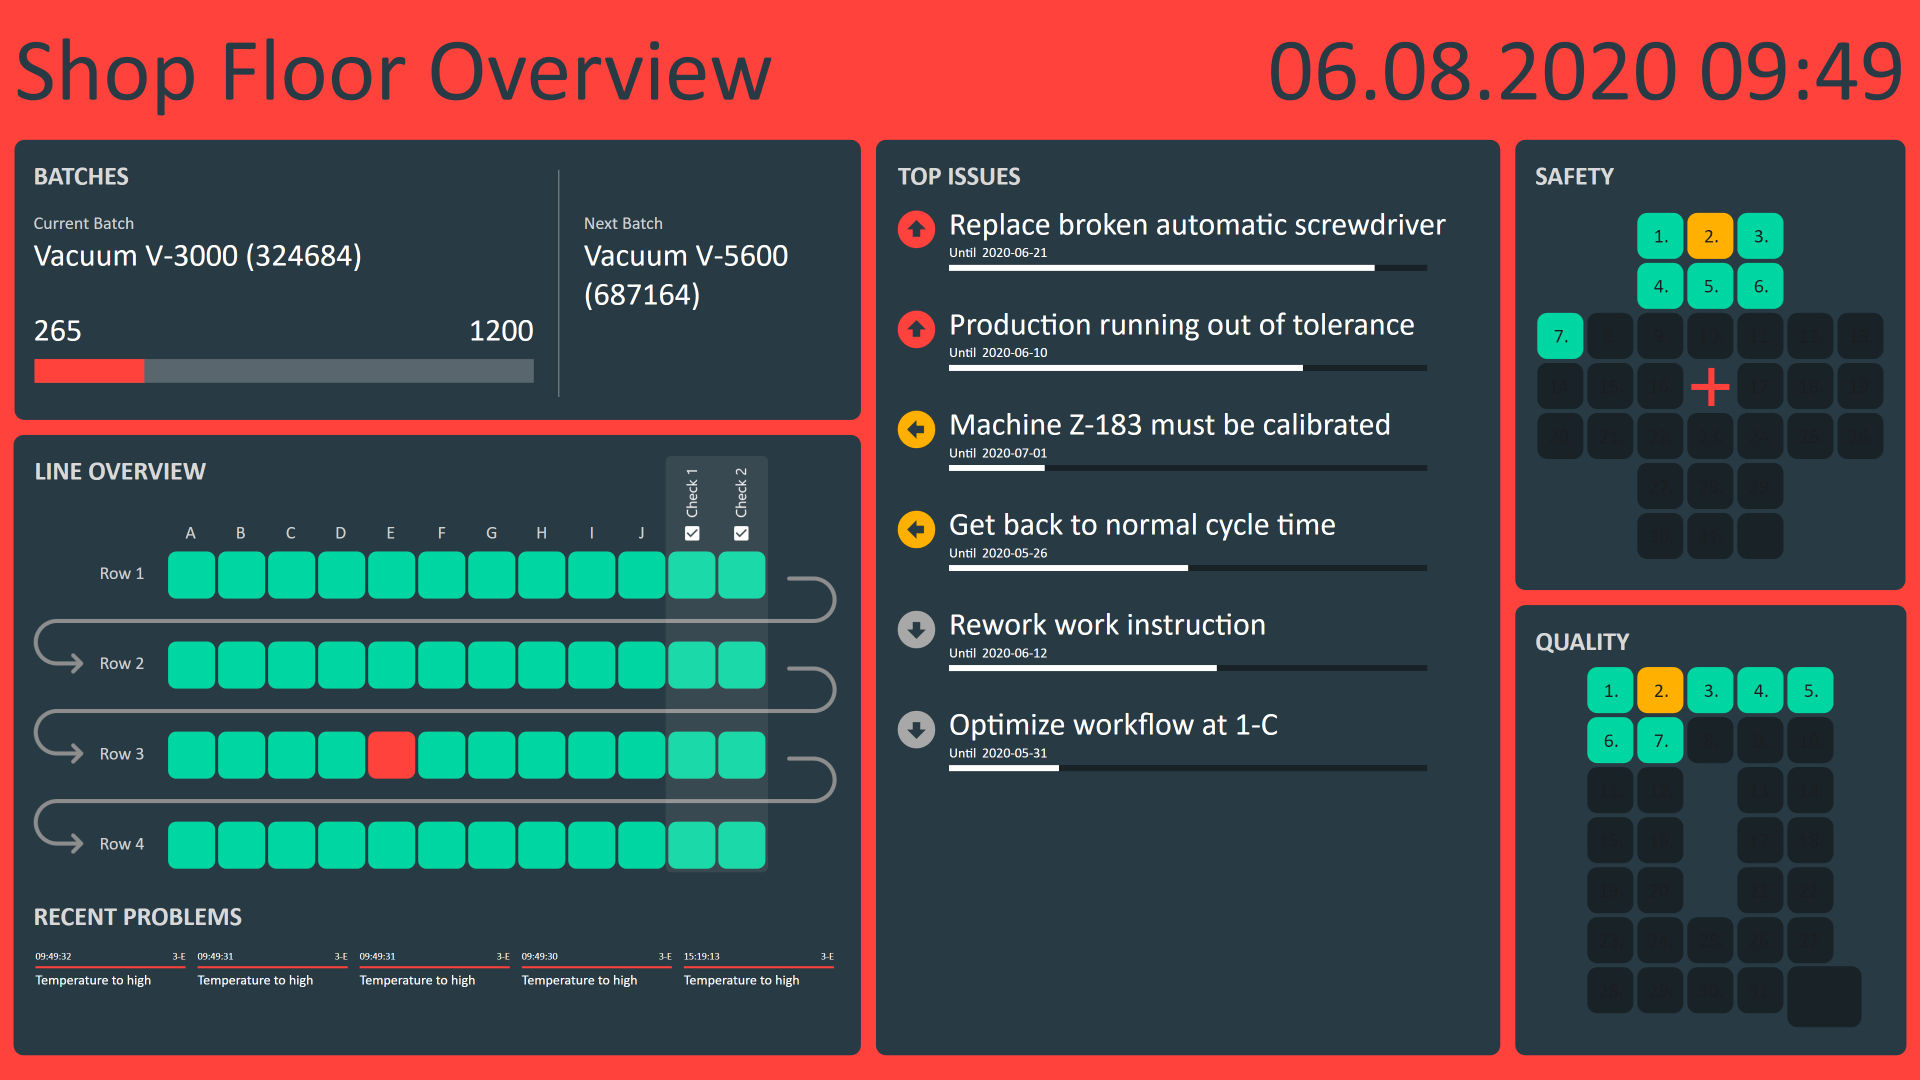 Shop Floor Overview
06.08.2020 09:49
BATCHES
Current Batch
Vacuum V-3000 (324684)
265
1200
Next Batch
Vacuum V-5600
(687164)
LINE OVERVIEW
A B C D E F G H I J Check 1 Check 2
Row 1
Row 2
Row 3
Row 4
RECENT PROBLEMS
09:49:32 3-E
Temperature to high
09:49:31 3-E
Temperature to high
09:49:31 3-E
Temperature to high
09:49:30 3-E
Temperature to high
15:19:13 3-E
Temperature to high
TOP ISSUES
Replace broken automatic screwdriver
Until 2020-06-21
Production running out of tolerance
Until 2020-06-10
Machine Z-183 must be calibrated
Until 2020-07-01
Get back to normal cycle time
Until 2020-05-26
Rework work instruction
Until 2020-06-12
Optimize workflow at 1-C
Until 2020-05-31
SAFETY
1. 2. 3.
4. 5. 6.
7.
QUALITY
1. 2. 3. 4. 5.
6. 7.